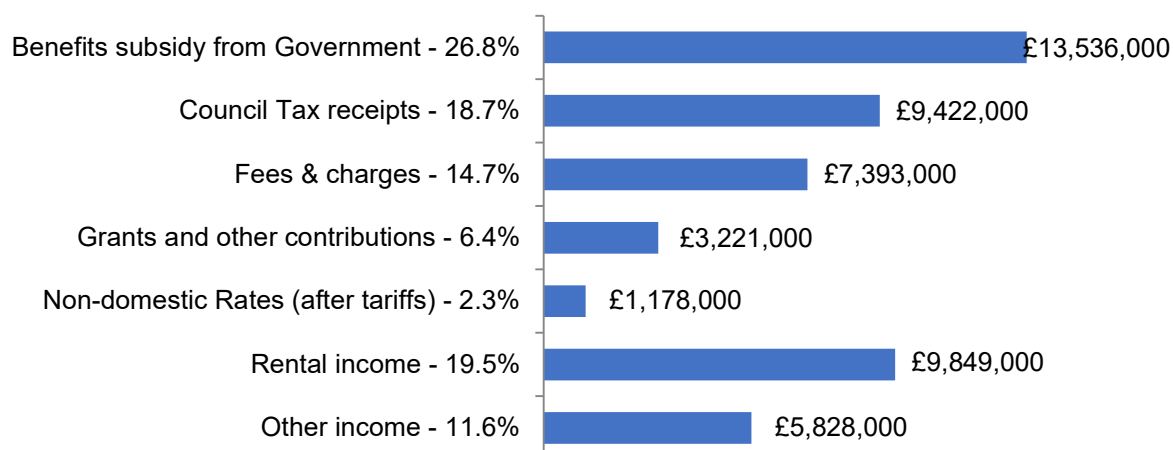 Benefits subsidy from Government - 26.8% £13,536,000
Council Tax receipts - 18.7% £9,422,000
Fees & charges - 14.7% £7,393,000
Grants and other contributions - 6.4% £3,221,000
Non-domestic Rates (after tariffs) - 2.3% £1,178,000
Rental income - 19.5% £9,849,000
Other income - 11.6% £5,828,000